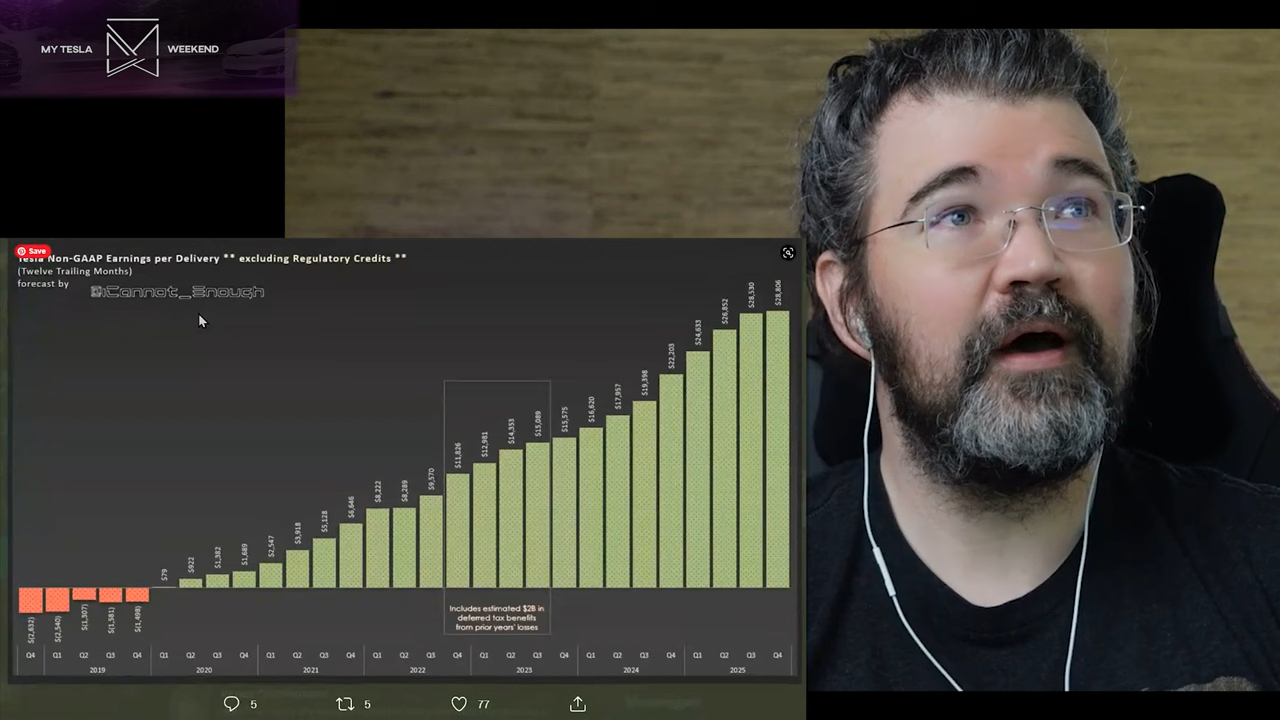 MY TESLA
WEEKEND
Save
Tesla Non-GAAP Earnings per Delivery ** excluding Regulatory Credits **
(Twelve Trailing Months)
forecast by
iCannot_Enough
$(2,632)
$(2,540)
$(1,307)
$(1,581)
$(1,498)
$79
$922
$1,382
$1,689
$2,547
$3,918
$5,128
$6,646
$8,222
$8,289
$9,570
$11,826
$12,981
$14,353
$15,089
$15,575
$16,620
$17,957
$19,398
$22,203
$24,633
$26,852
$28,530
$28,806
Includes estimated $2B in
deferred tax benefits
from prior years' losses
Q4 Q1 Q2 Q3 Q4 Q1 Q2 Q3 Q4 Q1 Q2 Q3 Q4 Q1 Q2 Q3 Q4 Q1 Q2 Q3 Q4 Q1 Q2 Q3 Q4 Q1 Q2 Q3 Q4
2019 2020 2021 2022 2023 2024 2025
5 5 77